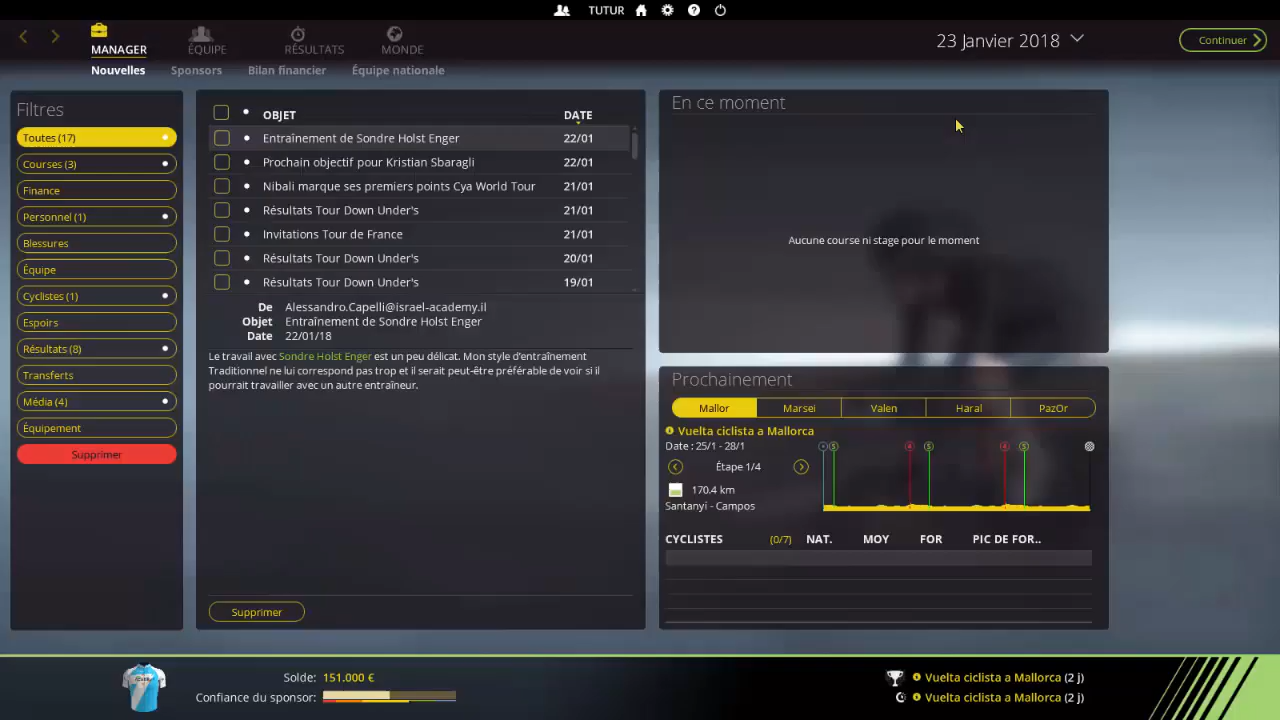 TUTUR
MANAGER
ÉQUIPE
RÉSULTATS
MONDE
23 Janvier 2018
Continuer
Nouvelles
Sponsors
Bilan financier
Équipe nationale
Filtres
Toutes (17)
Courses (3)
Finance
Personnel (1)
Blessures
Équipe
Cyclistes (1)
Espoirs
Résultats (8)
Transferts
Média (4)
Équipement
Supprimer
OBJET DATE
Entraînement de Sondre Holst Enger 22/01
Prochain objectif pour Kristian Sbaragli 22/01
Nibali marque ses premiers points Cya World Tour 21/01
Résultats Tour Down Under's 21/01
Invitations Tour de France 21/01
Résultats Tour Down Under's 20/01
Résultats Tour Down Under's 19/01
De Alessandro.Capelli@israel-academy.il
Objet Entraînement de Sondre Holst Enger
Date 22/01/18
Le travail avec Sondre Holst Enger est un peu délicat. Mon style d'entraînement
Traditionnel ne lui correspond pas trop et il serait peut-être préférable de voir si il
pourrait travailler avec un autre entraîneur.
Supprimer
En ce moment
Aucune course ni stage pour le moment
Prochainement
Mallor Marsei Valen Haral PazOr
Vuelta ciclista a Mallorca
Date : 25/1 - 28/1
Étape 1/4
170.4 km
Santanyí - Campos
CYCLISTES (0/7) NAT. MOY FOR PIC DE FOR..
Solde: 151.000 €
Confiance du sponsor:
Vuelta ciclista a Mallorca (2 j)
Vuelta ciclista a Mallorca (2 j)